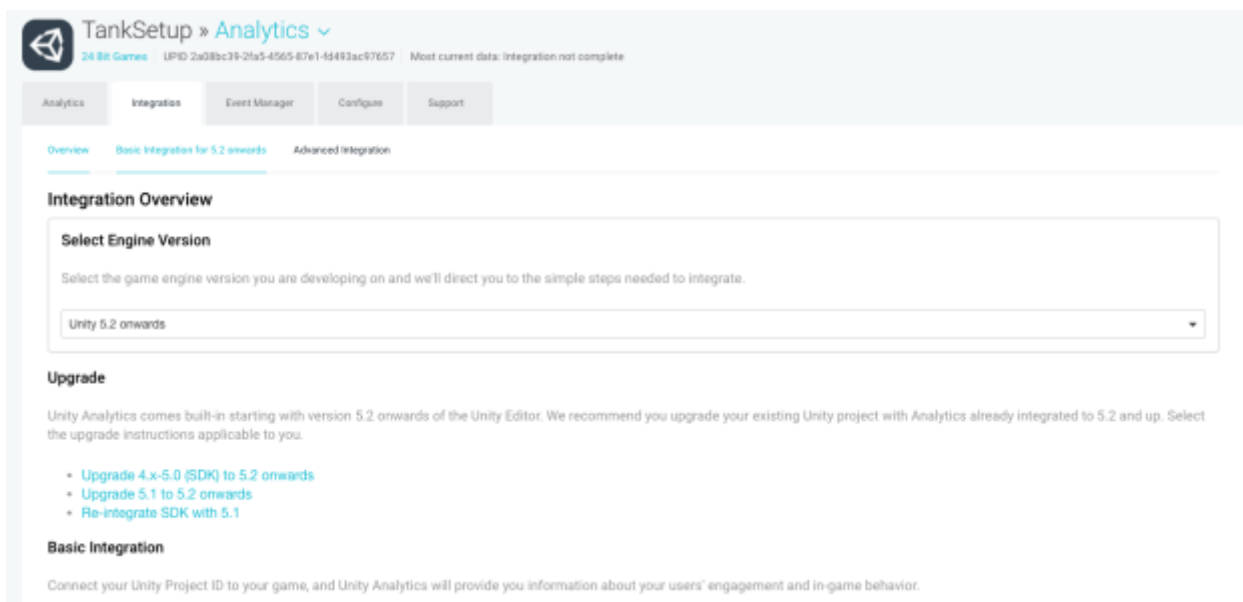 TankSetup » Analytics
24 Bit Games UPID 2a08bc39-2fa5-4565-87e1-fd493ac97657 Most current data: Integration not complete
Analytics Integration Event Manager Configure Support
Overview Basic Integration for 5.2 onwards Advanced Integration
Integration Overview
Select Engine Version
Select the game engine version you are developing on and we'll direct you to the simple steps needed to integrate.
Unity 5.2 onwards
Upgrade
Unity Analytics comes built-in starting with version 5.2 onwards of the Unity Editor. We recommend you upgrade your existing Unity project with Analytics already integrated to 5.2 and up. Select
the upgrade instructions applicable to you.
• Upgrade 4.x-5.0 (SDK) to 5.2 onwards
• Upgrade 5.1 to 5.2 onwards
• Re-integrate SDK with 5.1
Basic Integration
Connect your Unity Project ID to your game, and Unity Analytics will provide you information about your users' engagement and in-game behavior.